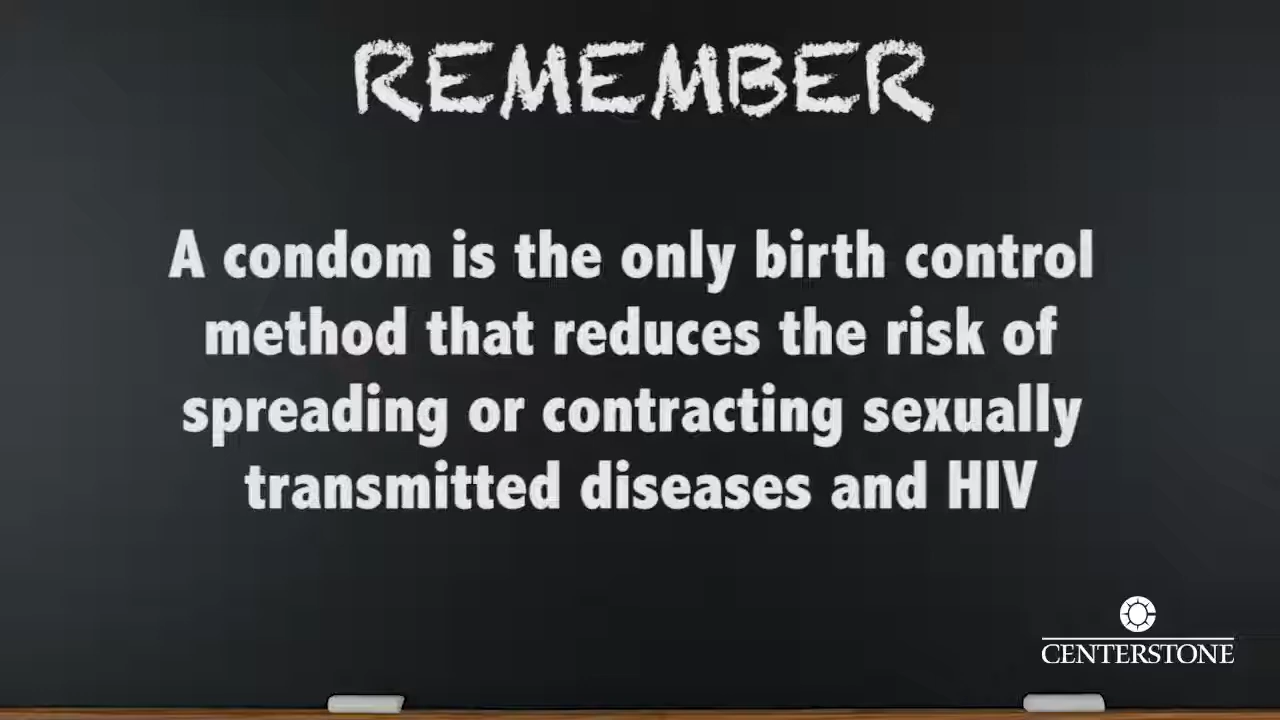 REMEMBER
A condom is the only birth control
method that reduces the risk of
spreading or contracting sexually
transmitted diseases and HIV
CENTERSTONE